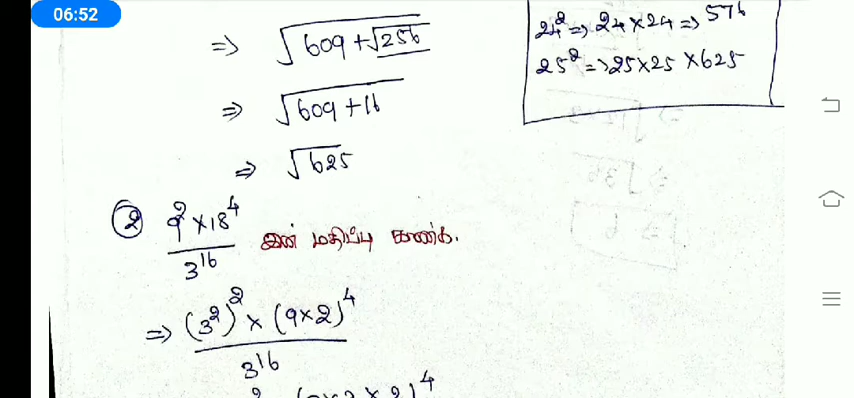 06:52
=> √(609 + √256)
24² => 24 × 24 => 576
25² => 25 × 25 × 625
=> √(609 + 16)
=> √625
② (9² × 18⁴) / 3¹⁶ இன் மதிப்பு காண்க.
=> ((3²)² × (9×2)⁴) / 3¹⁶